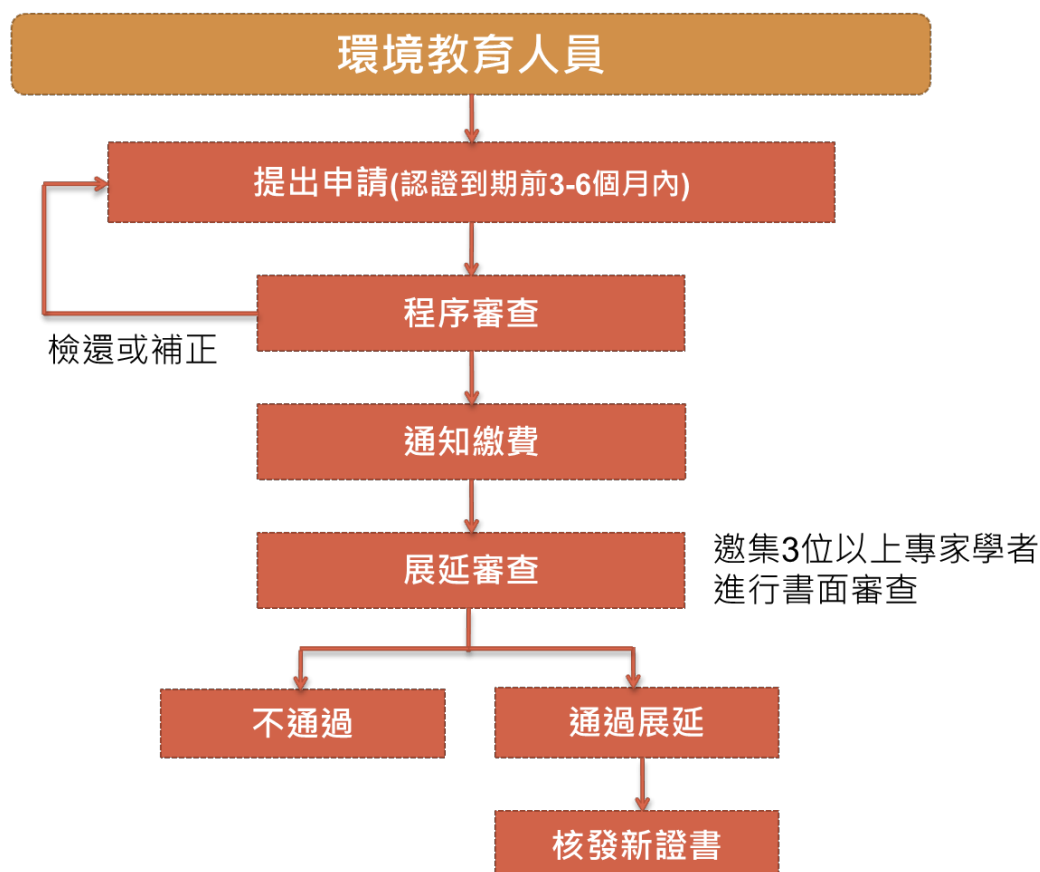 環境教育人員
提出申請(認證到期前3-6個月內)
程序審查
檢還或補正
通知繳費
展延審查
邀集3位以上專家學者
進行書面審查
不通過
通過展延
核發新證書